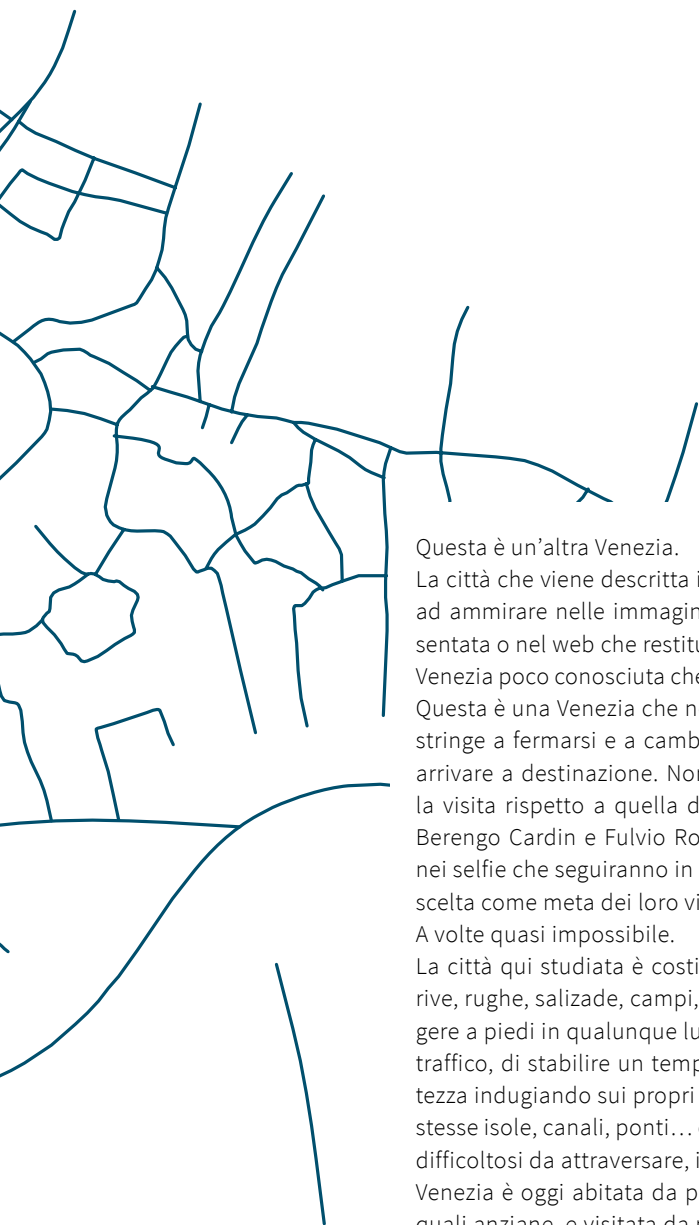 Questa è un’altra Venezia.
La città che viene descritta
ad ammirare nelle immagin
sentata o nel web che restitu
Venezia poco conosciuta che
Questa è una Venezia che n
stringe a fermarsi e a camb
arrivare a destinazione. Non
la visita rispetto a quella d
Berengo Cardin e Fulvio Ro
nei selfie che seguiranno in
scelta come meta dei loro vi
A volte quasi impossibile.
La città qui studiata è costi
rive, rughe, salizade, campi,
gere a piedi in qualunque lu
traffico, di stabilire un temp
tezza indugiando sui propri
stesse isole, canali, ponti…
difficoltosi da attraversare, i
Venezia è oggi abitata da p
quali anziane, e visitata da